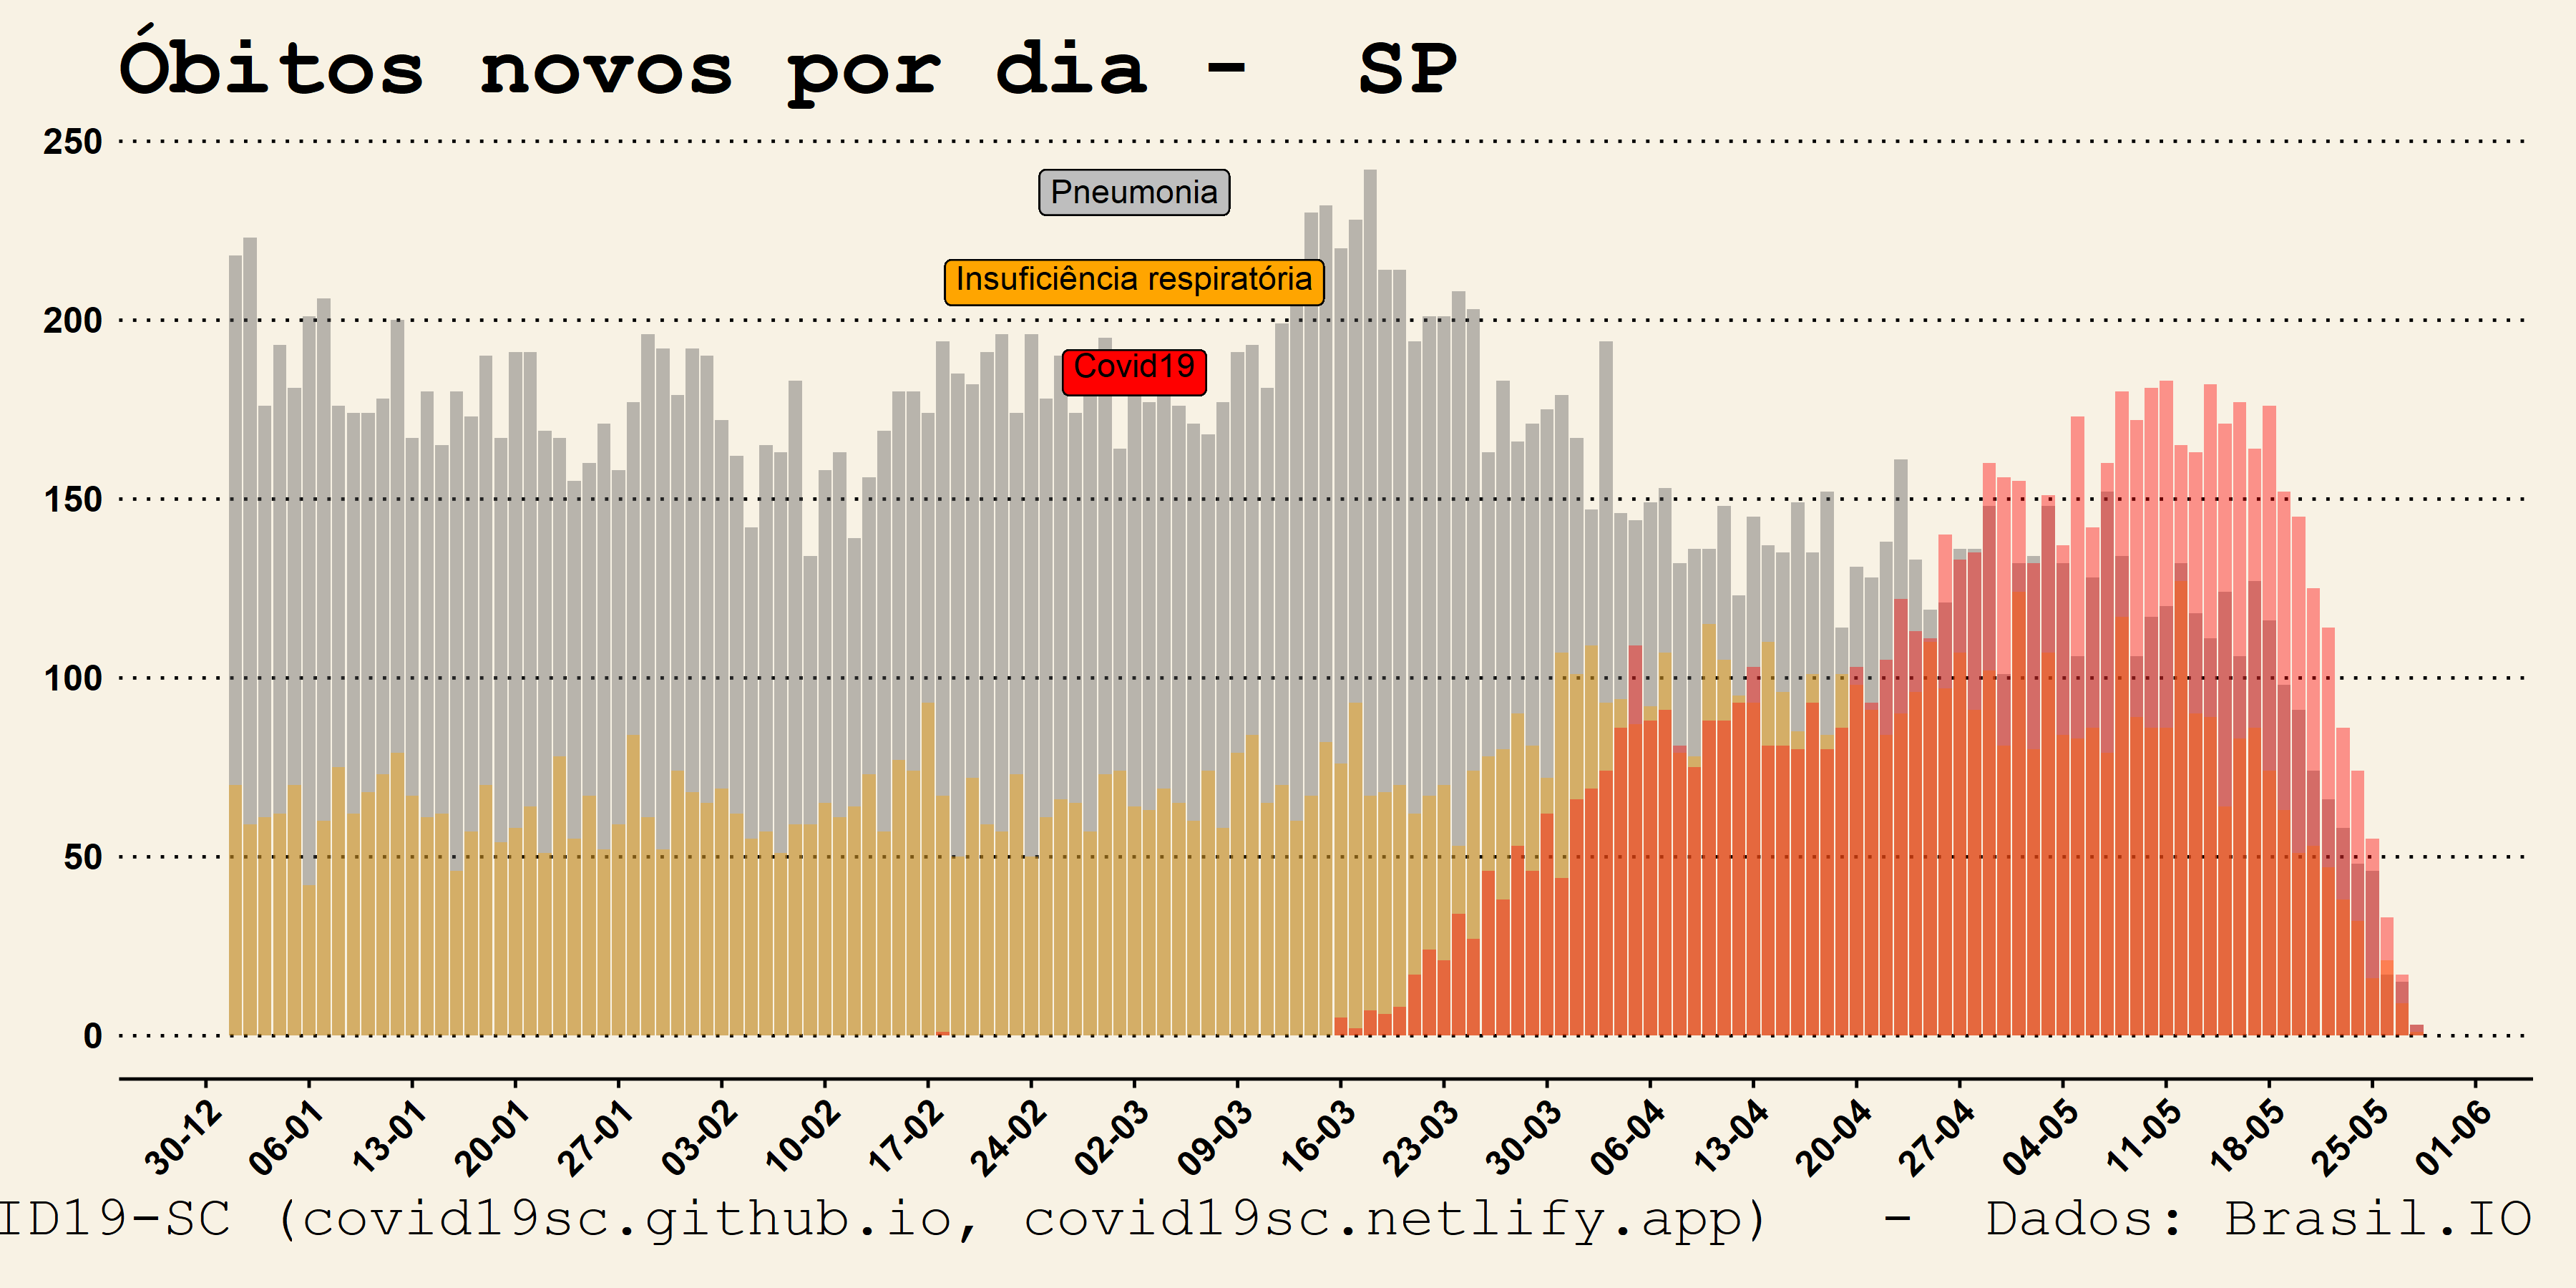 Óbitos novos por dia - SP
250
Pneumonia
Insuficiência respiratória
200
Covid19
150
100
50
0
30-12 06-01 13-01 20-01 27-01 03-02 10-02 17-02 24-02 02-03 09-03 16-03 23-03 30-03 06-04 13-04 20-04 27-04 04-05 11-05 18-05 25-05 01-06
ID19-SC (covid19sc.github.io, covid19sc.netlify.app) - Dados: Brasil.IO